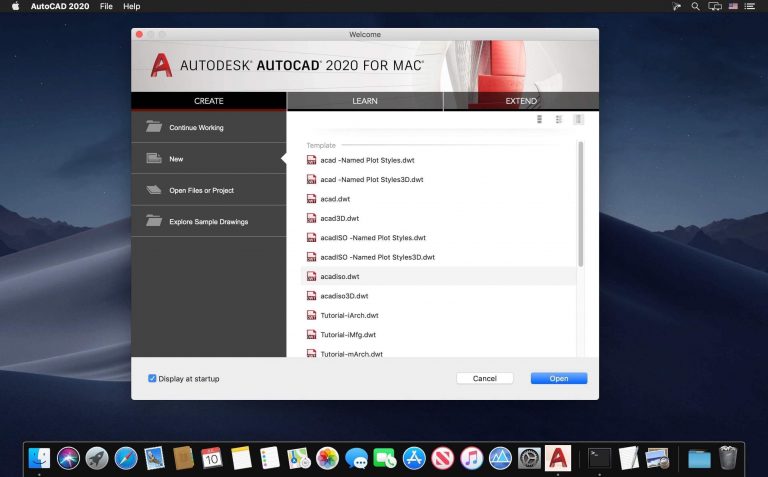 AutoCAD 2020 File Help
Welcome
A AUTODESK® AUTOCAD® 2020 FOR MAC®
CREATE LEARN EXTEND
Continue Working
New
Open Files or Project
Explore Sample Drawings
Template
acad -Named Plot Styles.dwt
acad -Named Plot Styles3D.dwt
acad.dwt
acad3D.dwt
acadISO -Named Plot Styles.dwt
acadISO -Named Plot Styles3D.dwt
acadiso.dwt
acadiso3D.dwt
Tutorial-iArch.dwt
Tutorial-iMfg.dwt
Tutorial-mArch.dwt
Display at startup
Cancel Open
10
A